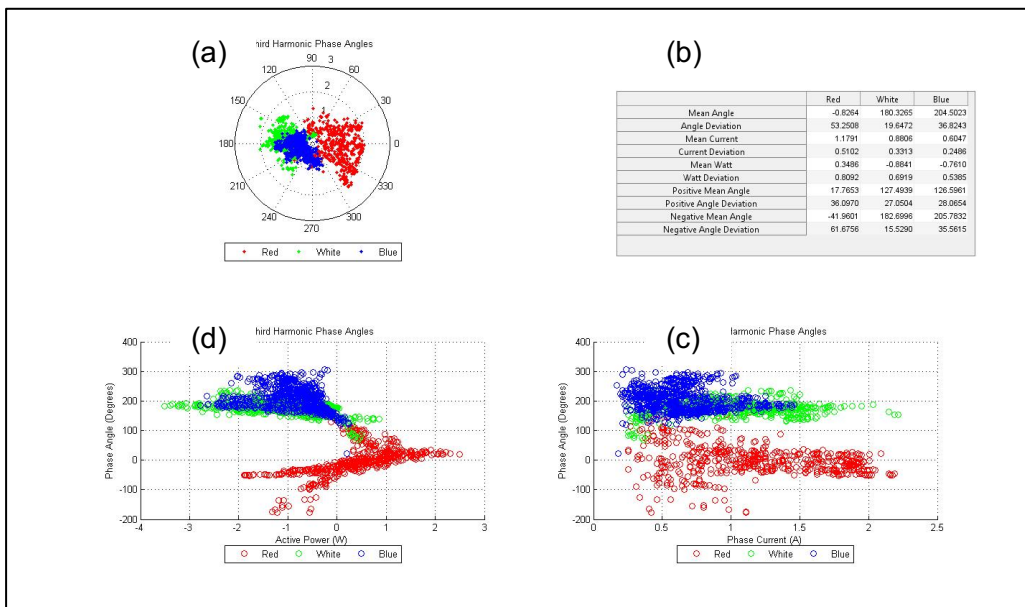 (a)
(b)
hird Harmonic Phase Angles
90
3
120
60
2
150
30
1
180
0
210
330
240
300
270
Red White Blue
Red White Blue
Mean Angle -0.8264 180.3265 204.5023
Angle Deviation 53.2508 19.6472 36.8243
Mean Current 1.1791 0.8806 0.6047
Current Deviation 0.5102 0.3313 0.2486
Mean Watt 0.3486 -0.8841 -0.7610
Watt Deviation 0.8092 0.6919 0.5385
Positive Mean Angle 17.7653 127.4939 126.5961
Positive Angle Deviation 36.0970 27.0504 28.0654
Negative Mean Angle -41.9601 182.6996 205.7832
Negative Angle Deviation 61.6756 15.5290 35.5615
(d)
hird Harmonic Phase Angles
400
300
200
100
0
-100
-200
Phase Angle (Degrees)
-4 -3 -2 -1 0 1 2 3
Active Power (W)
Red White Blue
(c)
Harmonic Phase Angles
400
300
200
100
0
-100
-200
Phase Angle (Degrees)
0 0.5 1 1.5 2 2.5
Phase Current (A)
Red White Blue